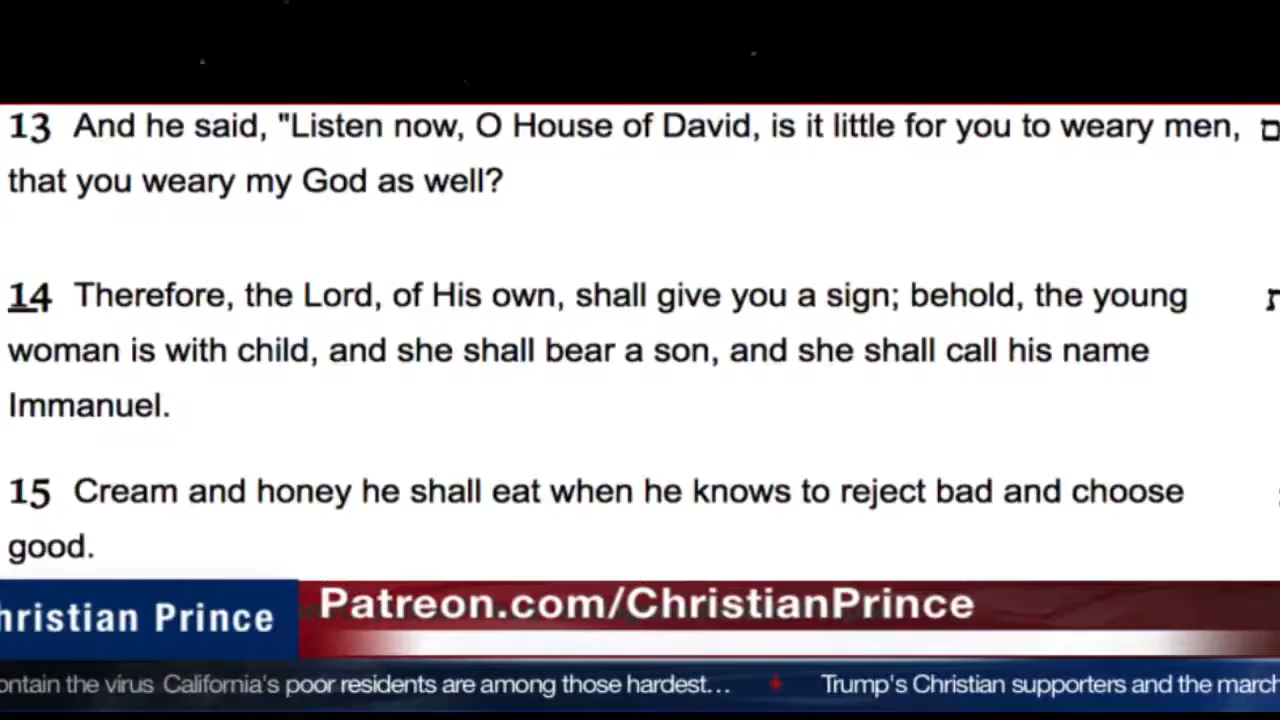 13 And he said, "Listen now, O House of David, is it little for you to weary men, ם
that you weary my God as well?
14 Therefore, the Lord, of His own, shall give you a sign; behold, the young
woman is with child, and she shall bear a son, and she shall call his name
Immanuel.
15 Cream and honey he shall eat when he knows to reject bad and choose
good.
hristian Prince
Patreon.com/ChristianPrince
ontain the virus California's poor residents are among those hardest... Trump's Christian supporters and the march